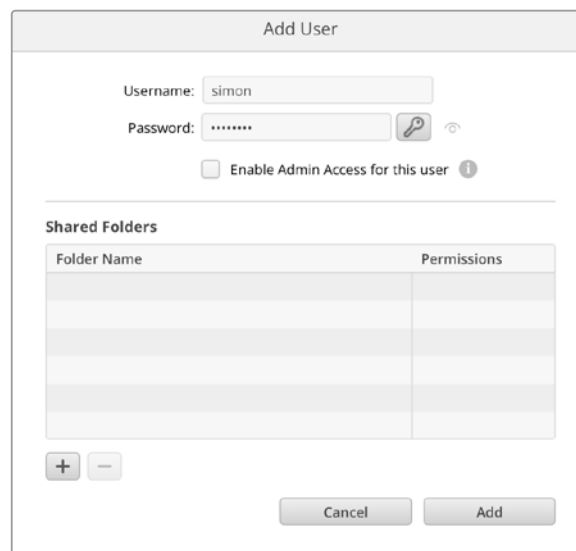 Add User
Username: simon
Password: ••••••••
Enable Admin Access for this user
Shared Folders
Folder Name Permissions
Cancel Add